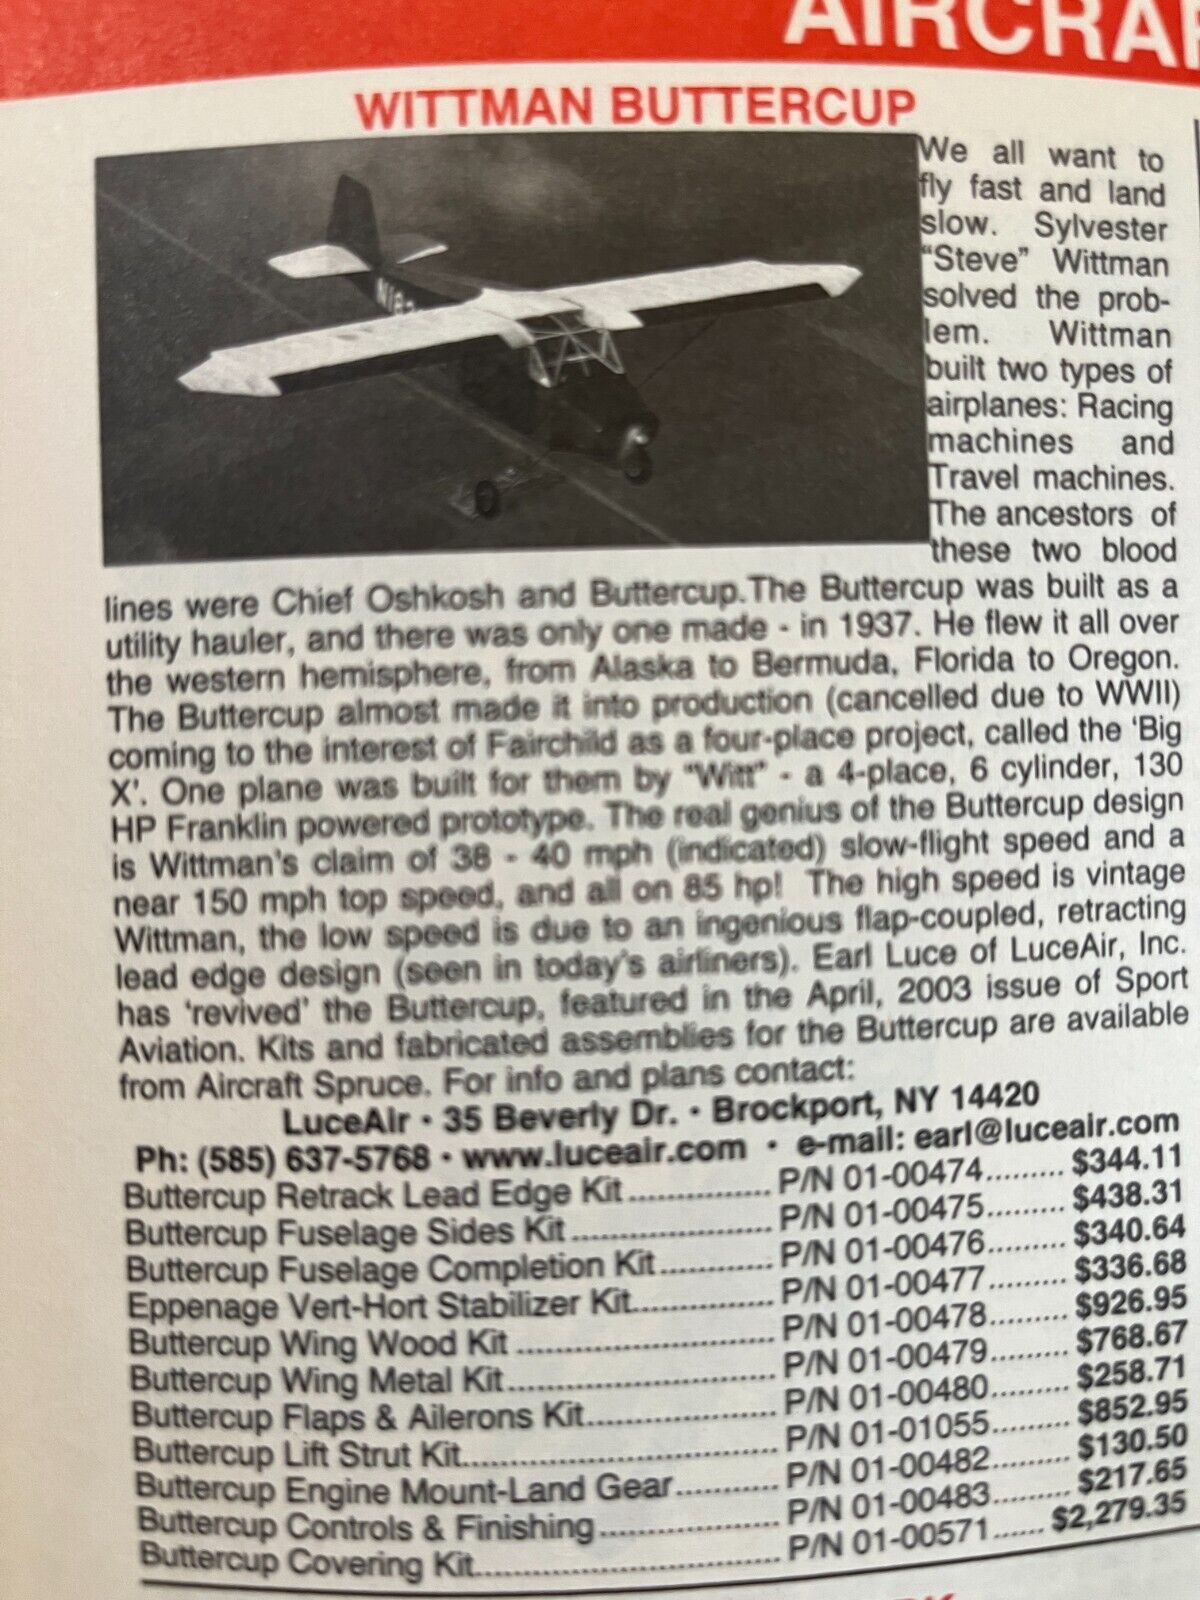 AIRCRA
WITTMAN BUTTERCUP
We all want to
fly fast and land
slow. Sylvester
"Steve" Wittman
solved the prob-
lem. Wittman
built two types of
airplanes: Racing
machines and
Travel machines.
The ancestors of
these two blood
lines were Chief Oshkosh and Buttercup.The Buttercup was built as a
utility hauler, and there was only one made - in 1937. He flew it all over
the western hemisphere, from Alaska to Bermuda, Florida to Oregon.
The Buttercup almost made it into production (cancelled due to WWII)
coming to the interest of Fairchild as a four-place project, called the 'Big
X'. One plane was built for them by "Witt" - a 4-place, 6 cylinder, 130
HP Franklin powered prototype. The real genius of the Buttercup design
is Wittman's claim of 38 - 40 mph (indicated) slow-flight speed and a
near 150 mph top speed, and all on 85 hp! The high speed is vintage
Wittman, the low speed is due to an ingenious flap-coupled, retracting
lead edge design (seen in today's airliners). Earl Luce of LuceAir, Inc.
has 'revived' the Buttercup, featured in the April, 2003 issue of Sport
Aviation. Kits and fabricated assemblies for the Buttercup are available
from Aircraft Spruce. For info and plans contact:
LuceAir • 35 Beverly Dr. • Brockport, NY 14420
Ph: (585) 637-5768 • www.luceair.com • e-mail: earl@luceair.com
Buttercup Retrack Lead Edge Kit ................ P/N 01-00474......... $344.11
Buttercup Fuselage Sides Kit ...................... P/N 01-00475......... $438.31
Buttercup Fuselage Completion Kit............. P/N 01-00476......... $340.64
Eppenage Vert-Hort Stabilizer Kit................ P/N 01-00477......... $336.68
Buttercup Wing Wood Kit ............................ P/N 01-00478......... $926.95
Buttercup Wing Metal Kit............................. P/N 01-00479......... $768.67
Buttercup Flaps & Ailerons Kit..................... P/N 01-00480......... $258.71
Buttercup Lift Strut Kit.................................. P/N 01-01055......... $852.95
Buttercup Engine Mount-Land Gear............ P/N 01-00482......... $130.50
Buttercup Controls & Finishing.................... P/N 01-00483......... $217.65
Buttercup Covering Kit................................. P/N 01-00571...... $2,279.35